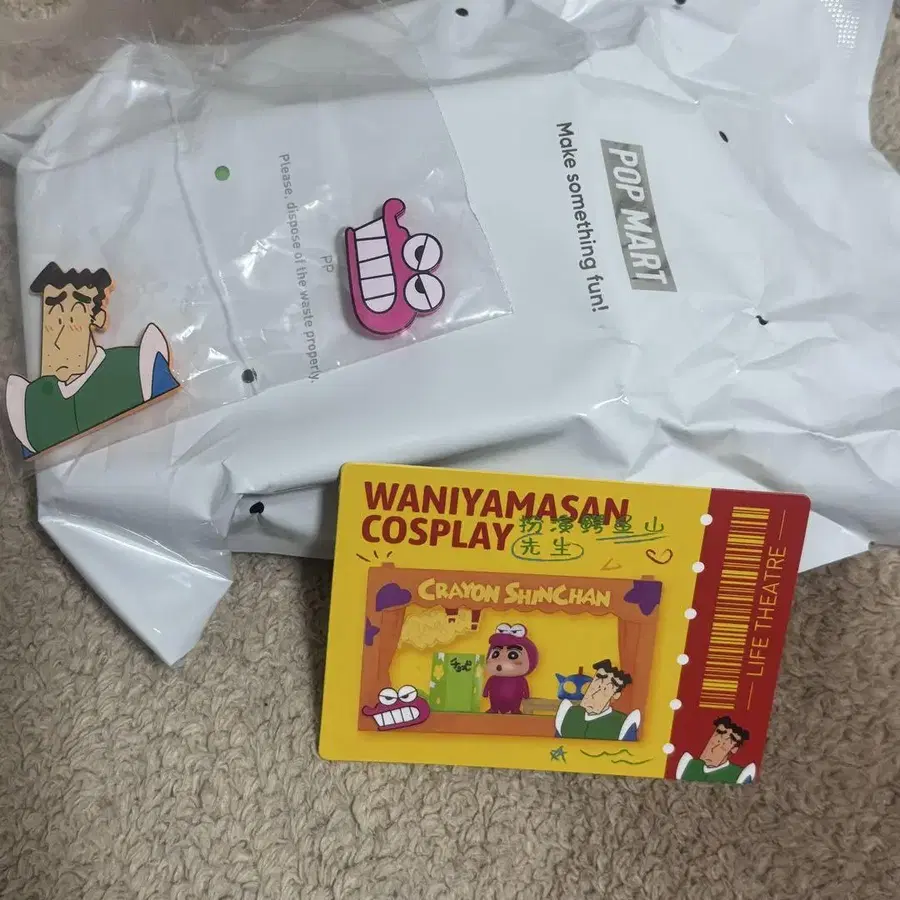 POP MART
Make something fun!
PP
Please, dispose of the waste properly.
WANIYAMASAN
COSPLAY
扮演鳄鱼山
先生
CRAYON SHINCHAN
LIFE THEATRE